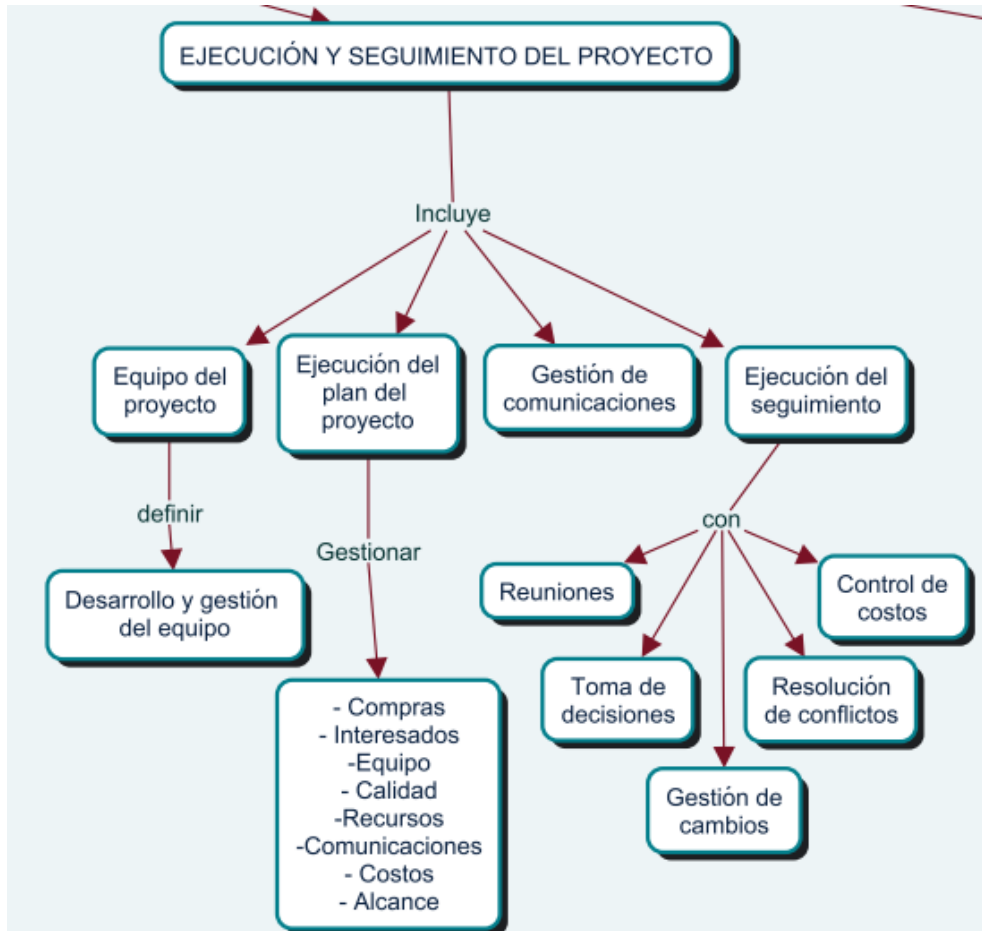 EJECUCIÓN Y SEGUIMIENTO DEL PROYECTO
Incluye
Equipo del
proyecto
Ejecución del
plan del
proyecto
Gestión de
comunicaciones
Ejecución del
seguimiento
definir
Gestionar
con
Desarrollo y gestión
del equipo
Reuniones
Control de
costos
Toma de
decisiones
Resolución
de conflictos
Gestión de
cambios
- Compras
- Interesados
-Equipo
- Calidad
-Recursos
-Comunicaciones
- Costos
- Alcance